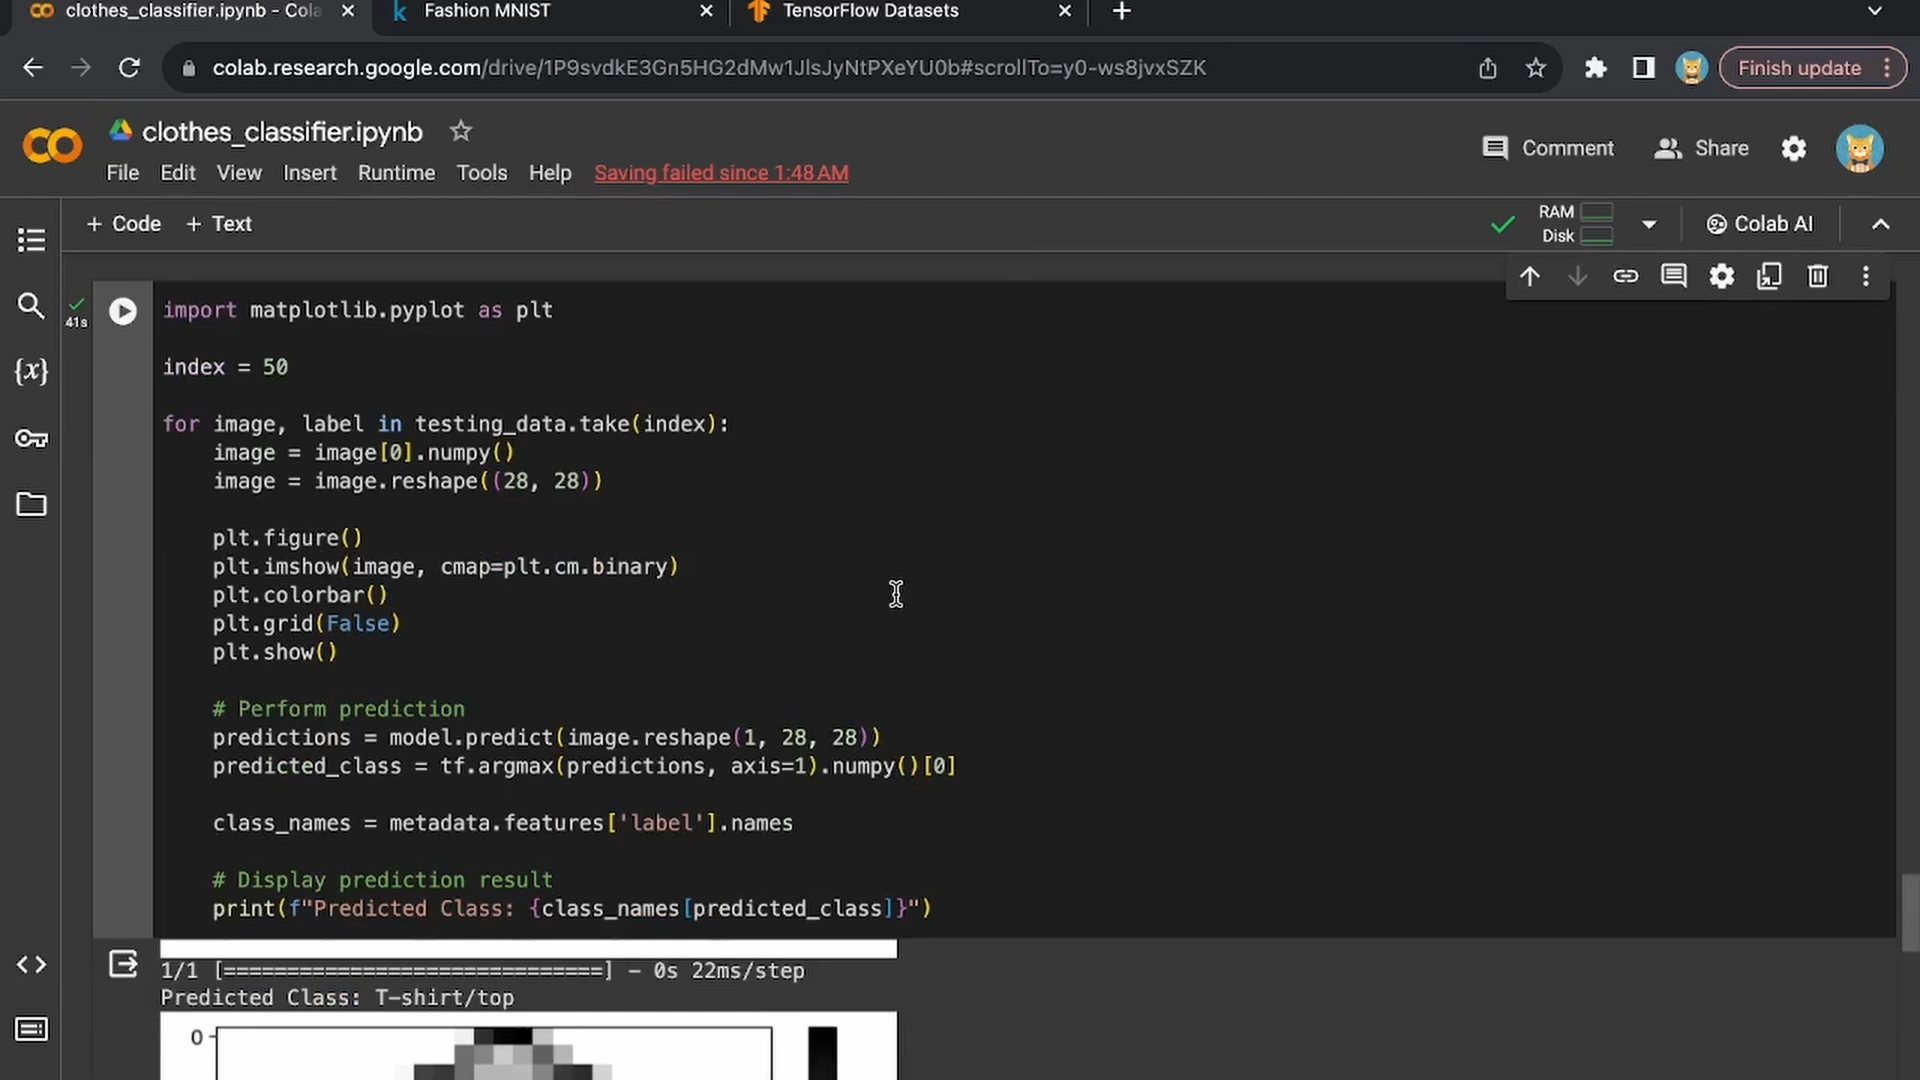 clothes_classifier.ipynb - Cola
Fashion MNIST
TensorFlow Datasets
colab.research.google.com/drive/1P9svdkE3Gn5HG2dMw1JlsJyNtPXeYU0b#scrollTo=y0-ws8jvxSZK
Finish update
clothes_classifier.ipynb
Comment
Share
File Edit View Insert Runtime Tools Help Saving failed since 1:48 AM
+ Code + Text
RAM
Disk
Colab AI
41s
import matplotlib.pyplot as plt
index = 50
for image, label in testing_data.take(index):
image = image[0].numpy()
image = image.reshape((28, 28))
plt.figure()
plt.imshow(image, cmap=plt.cm.binary)
plt.colorbar()
plt.grid(False)
plt.show()
# Perform prediction
predictions = model.predict(image.reshape(1, 28, 28))
predicted_class = tf.argmax(predictions, axis=1).numpy()[0]
class_names = metadata.features['label'].names
# Display prediction result
print(f"Predicted Class: {class_names[predicted_class]}")
1/1 [==============================] - 0s 22ms/step
Predicted Class: T-shirt/top
0